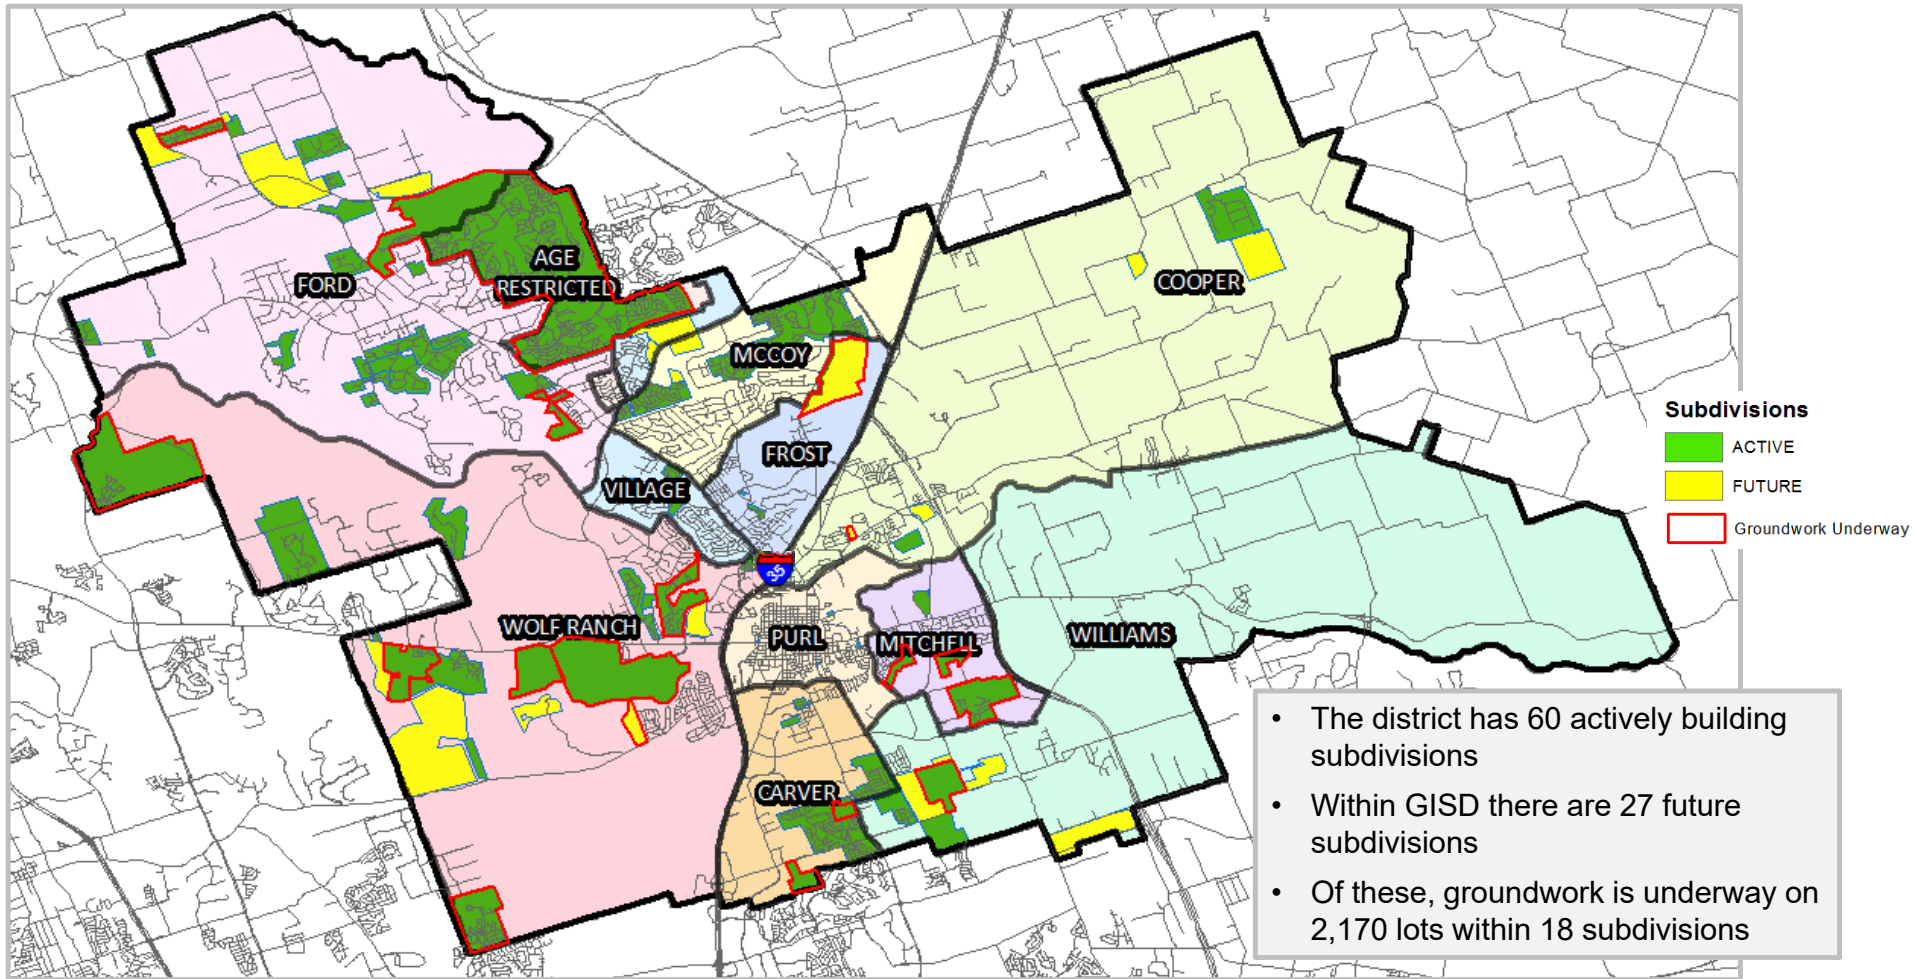 AGE
RESTRICTED
FORD
COOPER
MCCOY
FROST
VILLAGE
35
WOLF RANCH
PURL
MITCHELL
WILLIAMS
CARVER
Subdivisions
ACTIVE
FUTURE
Groundwork Underway
• The district has 60 actively building
subdivisions
• Within GISD there are 27 future
subdivisions
• Of these, groundwork is underway on
2,170 lots within 18 subdivisions